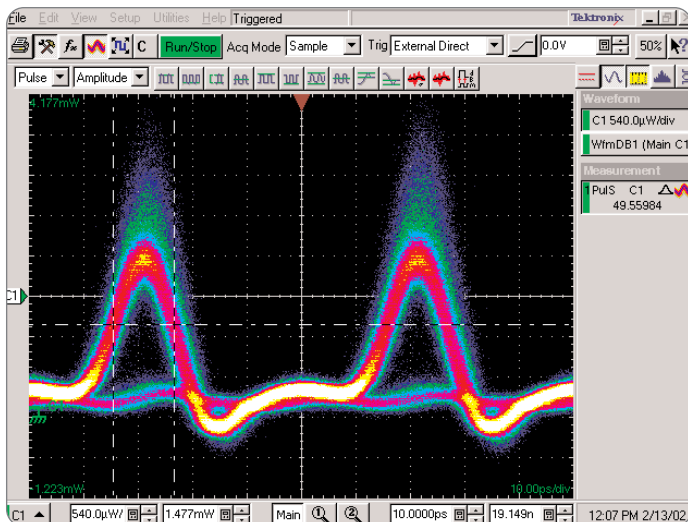 File Edit View Setup Utilities Help Triggered Tektronix
C Run/Stop Acq Mode Sample Trig External Direct 0.0V 50% ?
Pulse Amplitude
4.177mW
Waveform
C1 540.0µW/div
WfmDB1 (Main C1
Measurement
1 PulS C1
49.55984
C1
-1.223mW 10.00ps/div
C1 540.0µW/ 1.477mW Main 1 2 10.0000ps 19.149n 12:07 PM 2/13/02